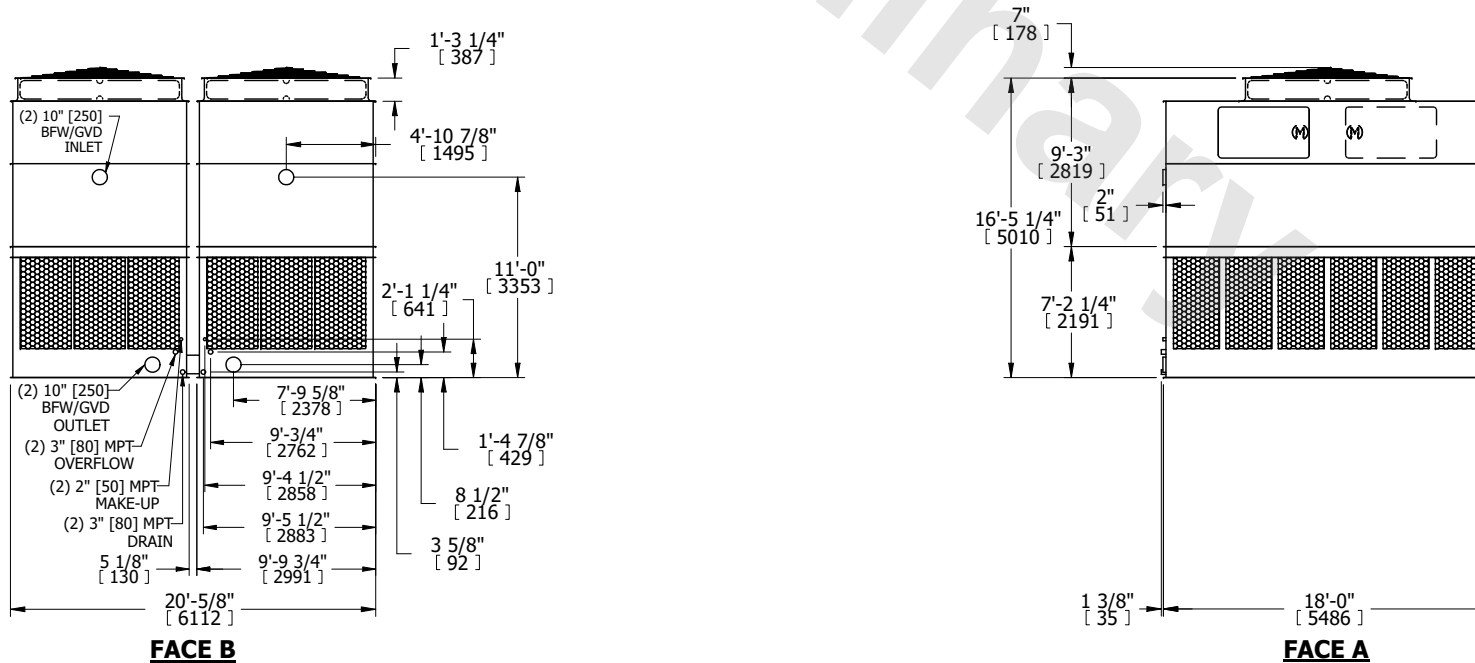 1'-3 1/4"
[ 387 ]
(2) 10" [250]
BFW/GVD
INLET
4'-10 7/8"
[ 1495 ]
11'-0"
[ 3353 ]
2'-1 1/4"
[ 641 ]
(2) 10" [250]
BFW/GVD
OUTLET
(2) 3" [80] MPT
OVERFLOW
(2) 2" [50] MPT
MAKE-UP
(2) 3" [80] MPT
DRAIN
7'-9 5/8"
[ 2378 ]
9'-3/4"
[ 2762 ]
9'-4 1/2"
[ 2858 ]
9'-5 1/2"
[ 2883 ]
1'-4 7/8"
[ 429 ]
8 1/2"
[ 216 ]
3 5/8"
[ 92 ]
5 1/8"
[ 130 ]
9'-9 3/4"
[ 2991 ]
20'-5/8"
[ 6112 ]
FACE B
7"
[ 178 ]
M M
9'-3"
[ 2819 ]
2"
[ 51 ]
16'-5 1/4"
[ 5010 ]
7'-2 1/4"
[ 2191 ]
1 3/8"
[ 35 ]
18'-0"
[ 5486 ]
FACE A
inary